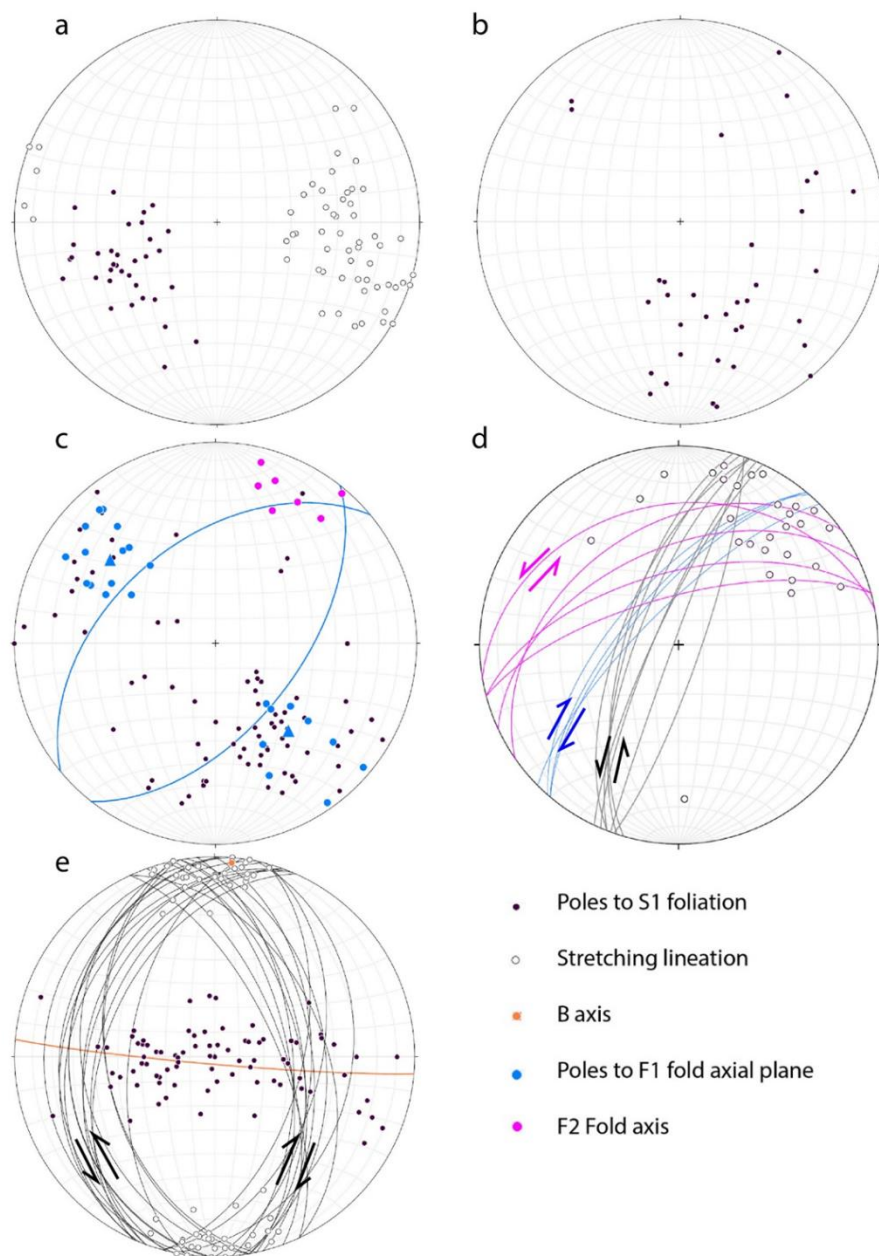 a
b
c
d
e
Poles to S1 foliation
Stretching lineation
B axis
Poles to F1 fold axial plane
F2 Fold axis